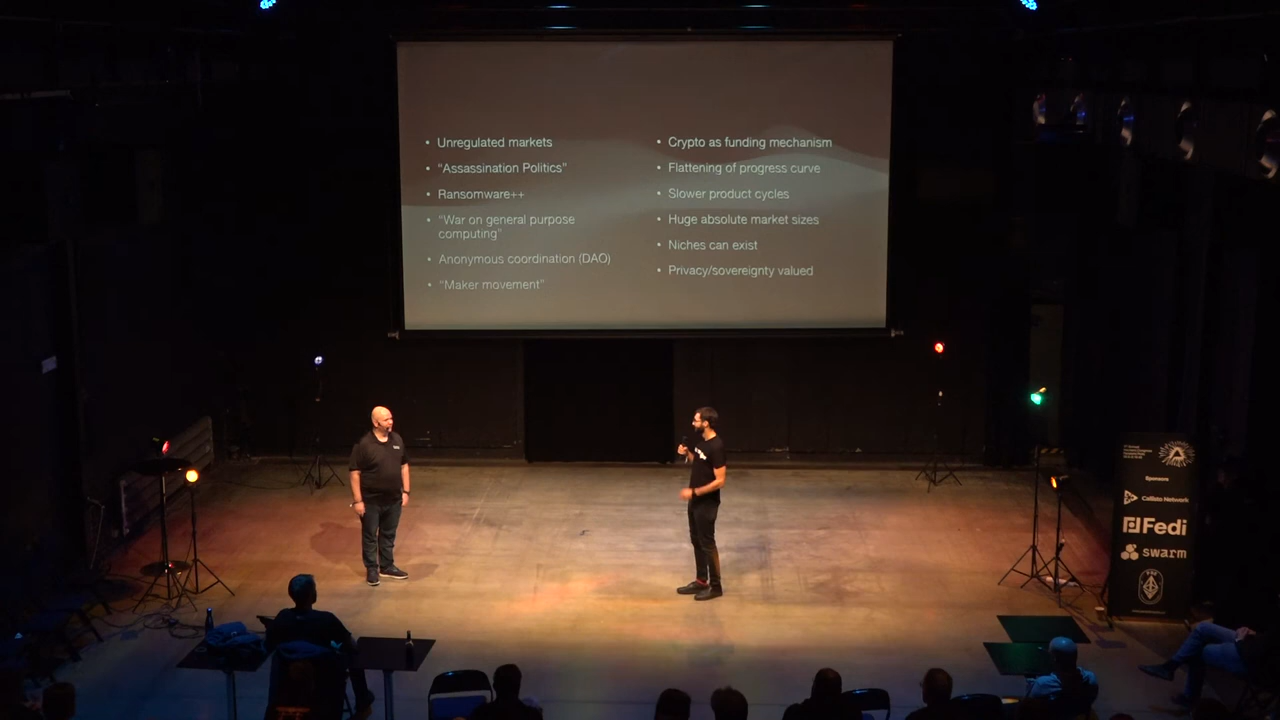 • Unregulated markets
• “Assassination Politics”
• Ransomware++
• “War on general purpose
computing”
• Anonymous coordination (DAO)
• “Maker movement”
• Crypto as funding mechanism
• Flattening of progress curve
• Slower product cycles
• Huge absolute market sizes
• Niches can exist
• Privacy/sovereignty valued
Sponsors
Callisto Network
Fedi
swarm